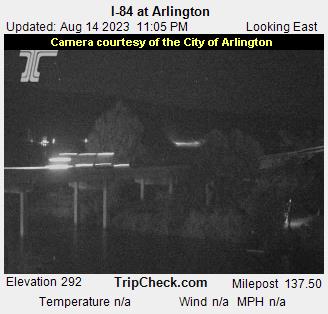 I-84 at Arlington
Updated: Aug 14 2023 11:05 PM Looking East
Camera courtesy of the City of Arlington
Elevation 292 TripCheck.com Milepost 137.50
Temperature n/a Wind n/a MPH n/a